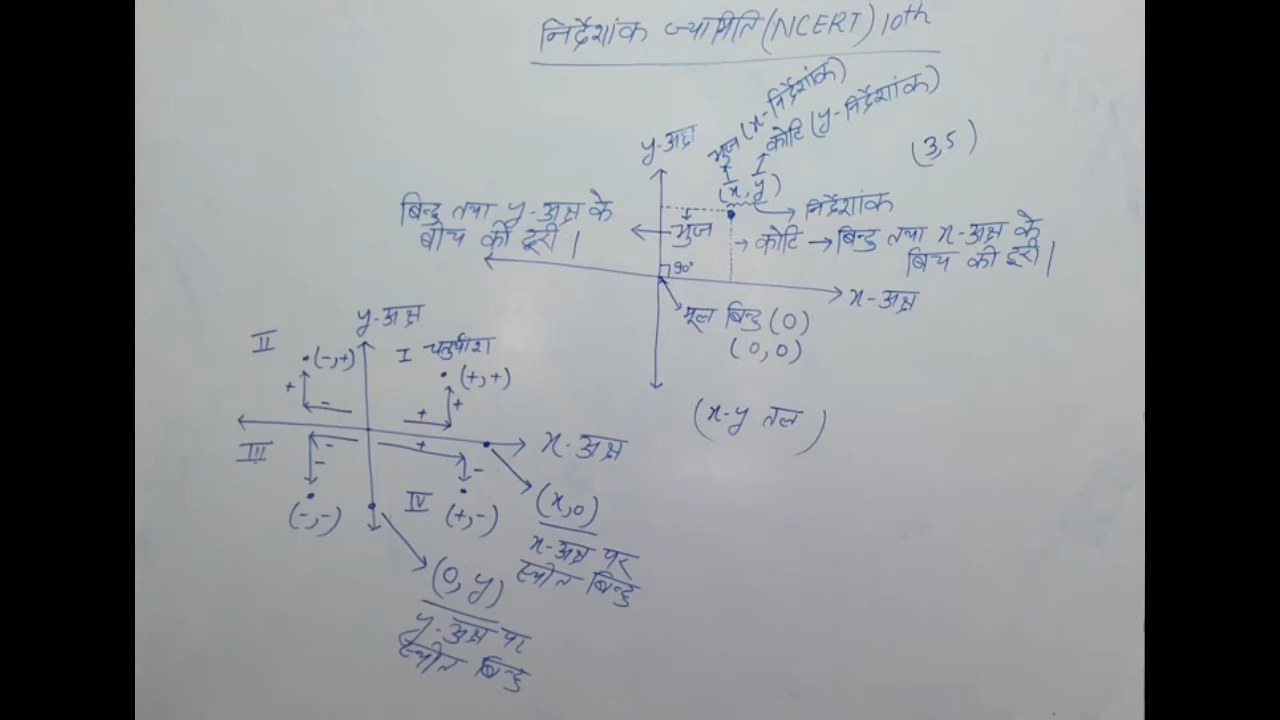 निर्देशांक ज्यामिति (NCERT) 10th
भुज (x-निर्देशांक)
कोटि (y-निर्देशांक)
(3,5)
y-अक्ष
(x, y)
निर्देशांक
बिन्दु तथा y-अक्ष के
बीच की दूरी।
भुज
कोटि → बिन्दु तथा x-अक्ष के
बिच की दूरी।
90°
x-अक्ष
मूल बिन्दु (0)
(0,0)
(x-y तल)
y-अक्ष
II
(-,+)
I चतुर्थांश
(+,+)
+
-
+
+
III
-
-
+
-
x-अक्ष
(-,-)
IV
(+,-)
(x,0)
x-अक्ष पर
स्थीत बिन्दु
(0, y)
y-अक्ष पर
स्थीत बिन्दु